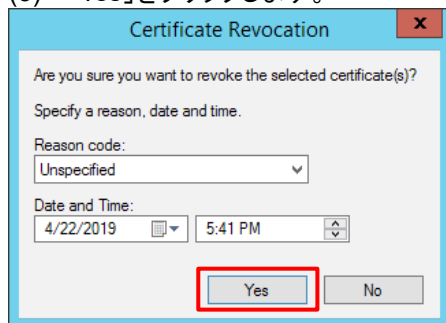 Certificate Revocation
x
Are you sure you want to revoke the selected certificate(s)?
Specify a reason, date and time.
Reason code:
Unspecified
Date and Time:
4/22/2019 5:41 PM
Yes No